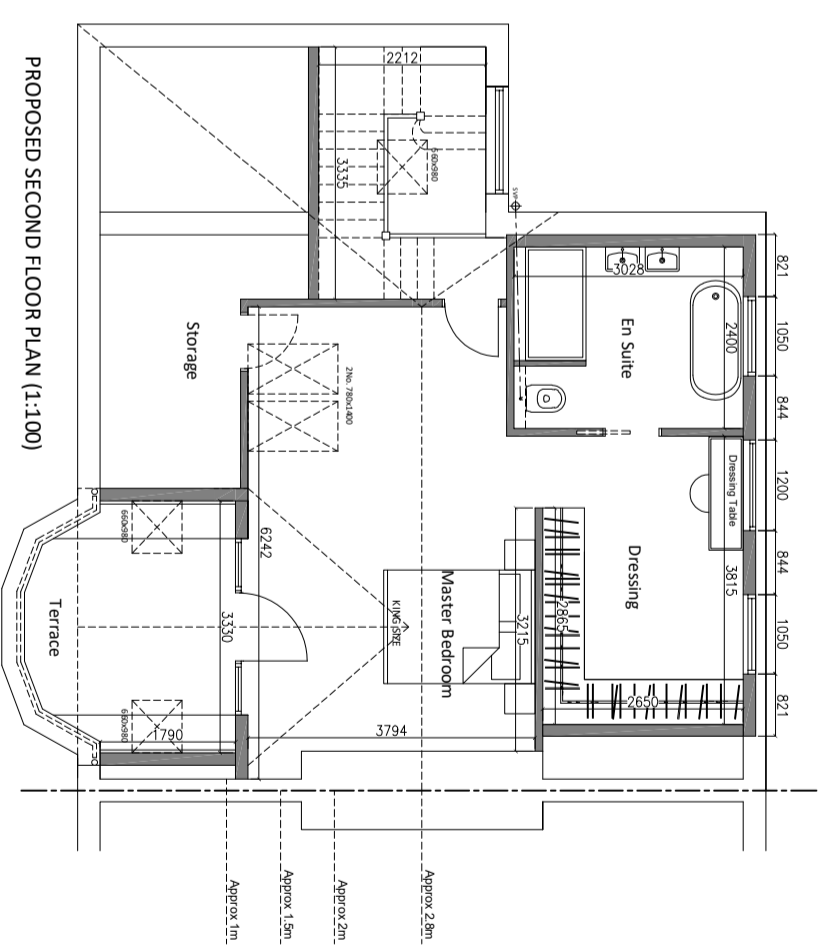 PROPOSED SECOND FLOOR PLAN (1:100)
821
1050
844
1200
844
1050
821
2212
3335
660x980
SVP
3028
2400
En Suite
Dressing Table
3815
Dressing
2865
2650
Storage
2No. 780x1400
6242
Master Bedroom
KING SIZE
3215
3794
660x980
3330
Terrace
660x980
1790
Approx 2.8m
Approx 2m
Approx 1.5m
Approx 1m